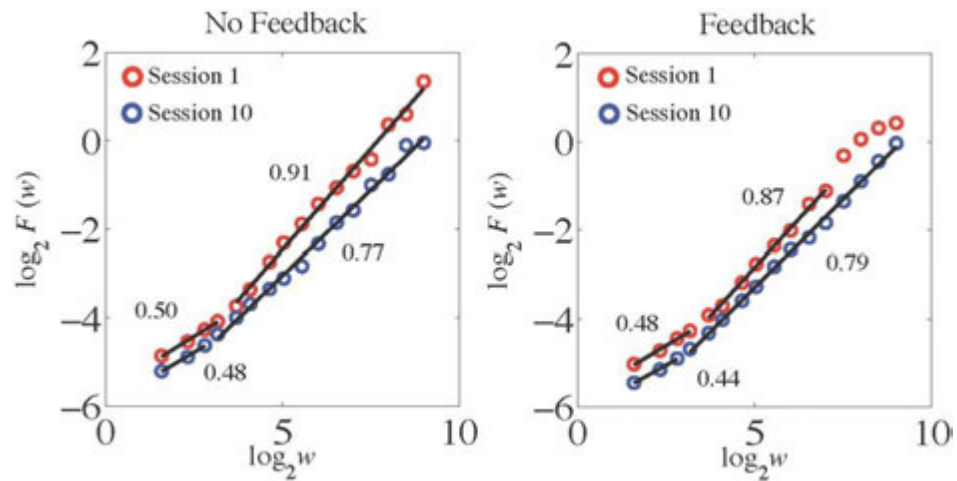 No Feedback
Feedback
2
0
−2
−4
−6
0
5
10
log₂ F (w)
log₂w
Session 1
Session 10
0.91
0.77
0.50
0.48
2
0
−2
−4
−6
0
5
10
log₂ F (w)
log₂w
Session 1
Session 10
0.87
0.79
0.48
0.44